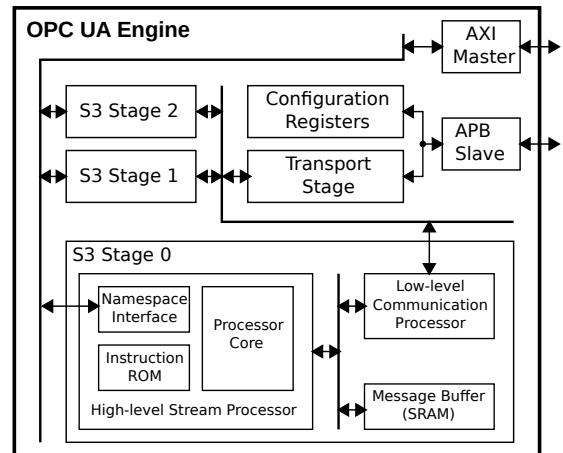 OPC UA Engine
AXI
Master
S3 Stage 2
Configuration
Registers
APB
Slave
S3 Stage 1
Transport
Stage
S3 Stage 0
Namespace
Interface
Processor
Core
Instruction
ROM
High-level Stream Processor
Low-level
Communication
Processor
Message Buffer
(SRAM)